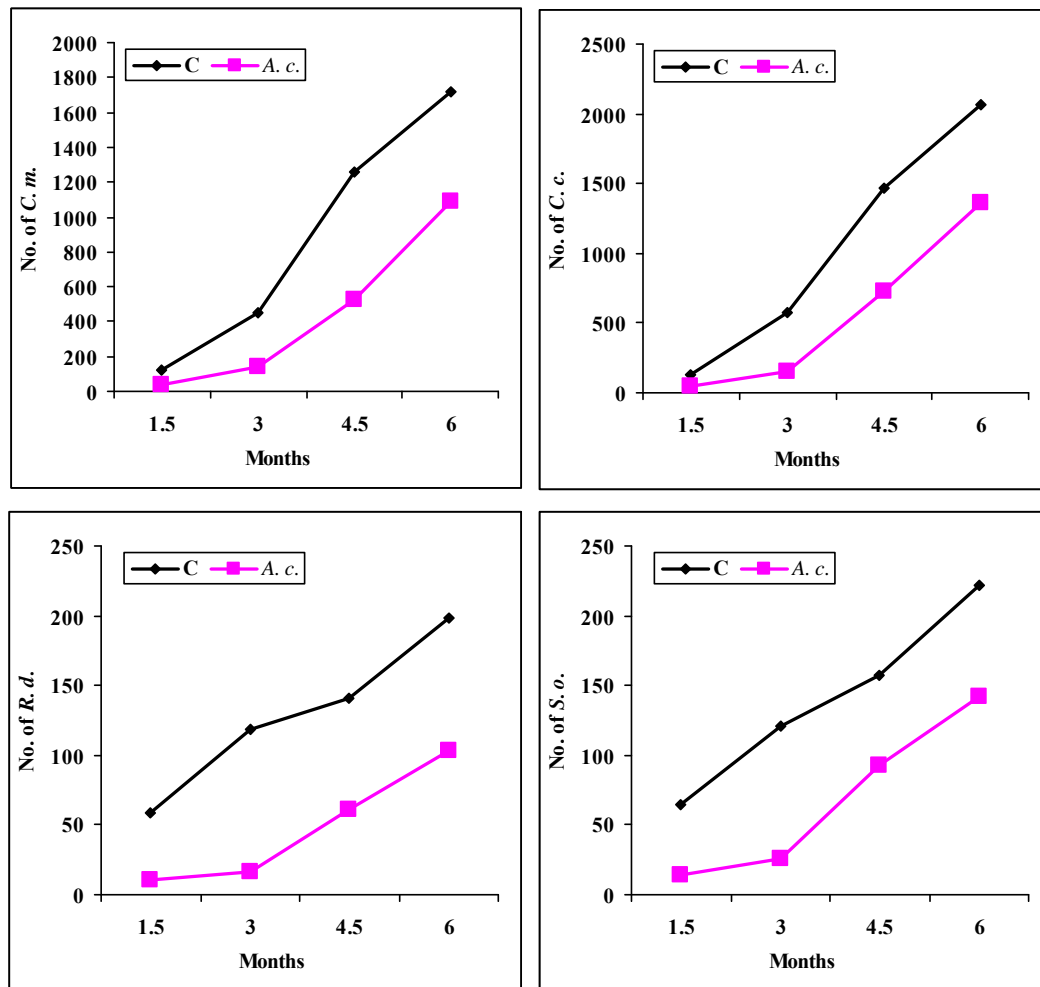 C A. c.
2000
1800
1600
1400
1200
1000
800
600
400
200
0
No. of C. m.
1.5 3 4.5 6
Months
C A. c.
2500
2000
1500
1000
500
0
No. of C. c.
1.5 3 4.5 6
Months
C A. c.
250
200
150
100
50
0
No. of R. d.
1.5 3 4.5 6
Months
C A. c.
250
200
150
100
50
0
No. of S. o.
1.5 3 4.5 6
Months